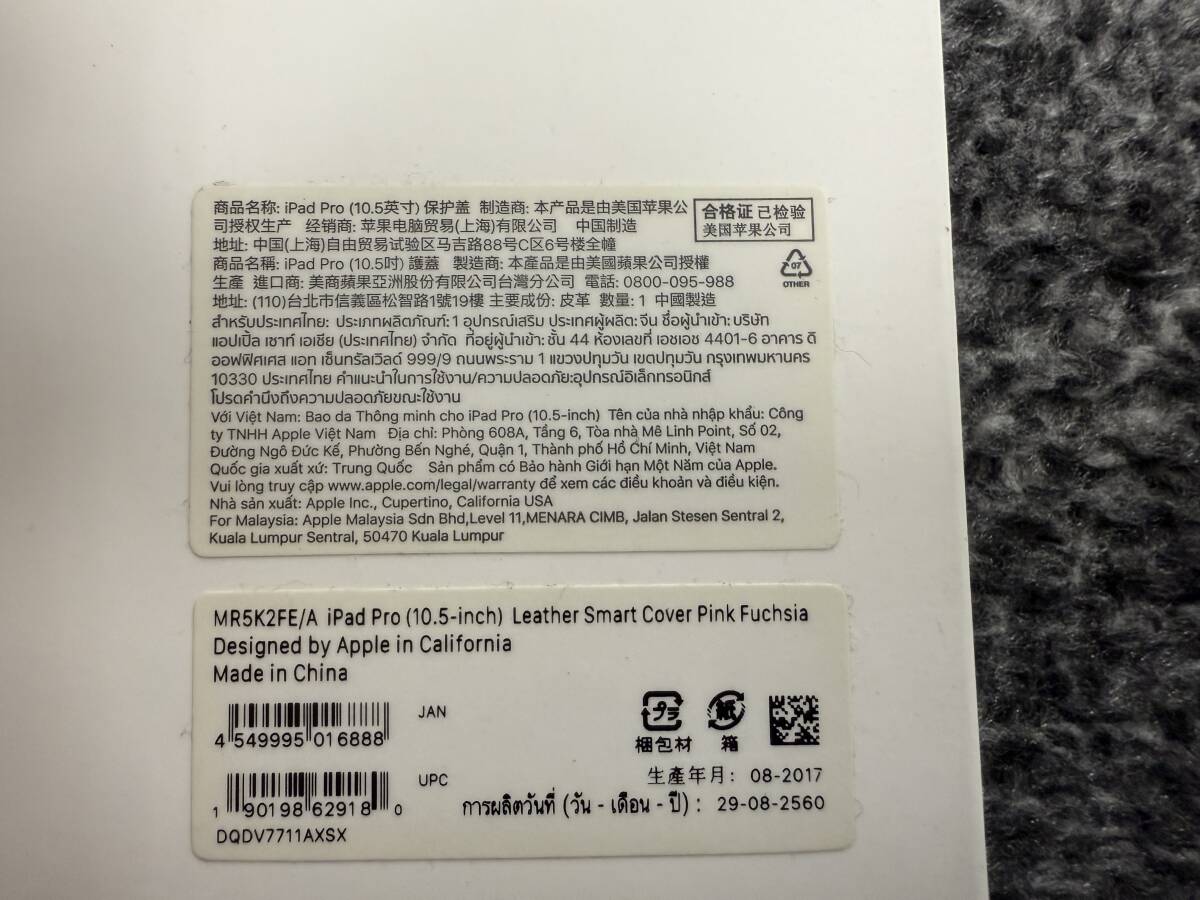 商品名称: iPad Pro (10.5英寸) 保护盖 制造商: 本产品是由美国苹果公
司授权生产 经销商: 苹果电脑贸易(上海)有限公司 中国制造
地址: 中国(上海)自由贸易试验区马吉路88号C区6号楼全幢
合格证 已检验
美国苹果公司
商品名稱: iPad Pro (10.5吋) 護蓋 製造商: 本產品是由美國蘋果公司授權
生產 進口商: 美商蘋果亞洲股份有限公司台灣分公司 電話: 0800-095-988
地址: (110)台北市信義區松智路1號19樓 主要成份: 皮革 數量: 1 中國製造
07
OTHER
สำหรับประเทศไทย: ประเภทผลิตภัณฑ์: 1 อุปกรณ์เสริม ประเทศผู้ผลิต: จีน ชื่อผู้นำเข้า: บริษัท
แอปเปิ้ล เซาท์ เอเชีย (ประเทศไทย) จำกัด ที่อยู่ผู้นำเข้า: ชั้น 44 ห้องเลขที่ เอชเอช 4401-6 อาคาร ดิ
ออฟฟิศเศส แอท เซ็นทรัลเวิลด์ 999/9 ถนนพระราม 1 แขวงปทุมวัน เขตปทุมวัน กรุงเทพมหานคร
10330 ประเทศไทย คำแนะนำในการใช้งาน/ความปลอดภัย:อุปกรณ์อิเล็กทรอนิกส์
โปรดคำนึงถึงความปลอดภัยขณะใช้งาน
Với Việt Nam: Bao da Thông minh cho iPad Pro (10.5-inch) Tên của nhà nhập khẩu: Công
ty TNHH Apple Việt Nam Địa chỉ: Phòng 608A, Tầng 6, Tòa nhà Mê Linh Point, Số 02,
Đường Ngô Đức Kế, Phường Bến Nghé, Quận 1, Thành phố Hồ Chí Minh, Việt Nam
Quốc gia xuất xứ: Trung Quốc Sản phẩm có Bảo hành Giới hạn Một Năm của Apple.
Vui lòng truy cập www.apple.com/legal/warranty để xem các điều khoản và điều kiện.
Nhà sản xuất: Apple Inc., Cupertino, California USA
For Malaysia: Apple Malaysia Sdn Bhd,Level 11,MENARA CIMB, Jalan Stesen Sentral 2,
Kuala Lumpur Sentral, 50470 Kuala Lumpur
MR5K2FE/A iPad Pro (10.5-inch) Leather Smart Cover Pink Fuchsia
Designed by Apple in California
Made in China
JAN
4 549995 016888
プラ 紙
梱包材 箱
UPC
1 90198 62918 0
DQDV7711AXSX
生產年月: 08-2017
การผลิตวันที่ (วัน - เดือน - ปี) : 29-08-2560